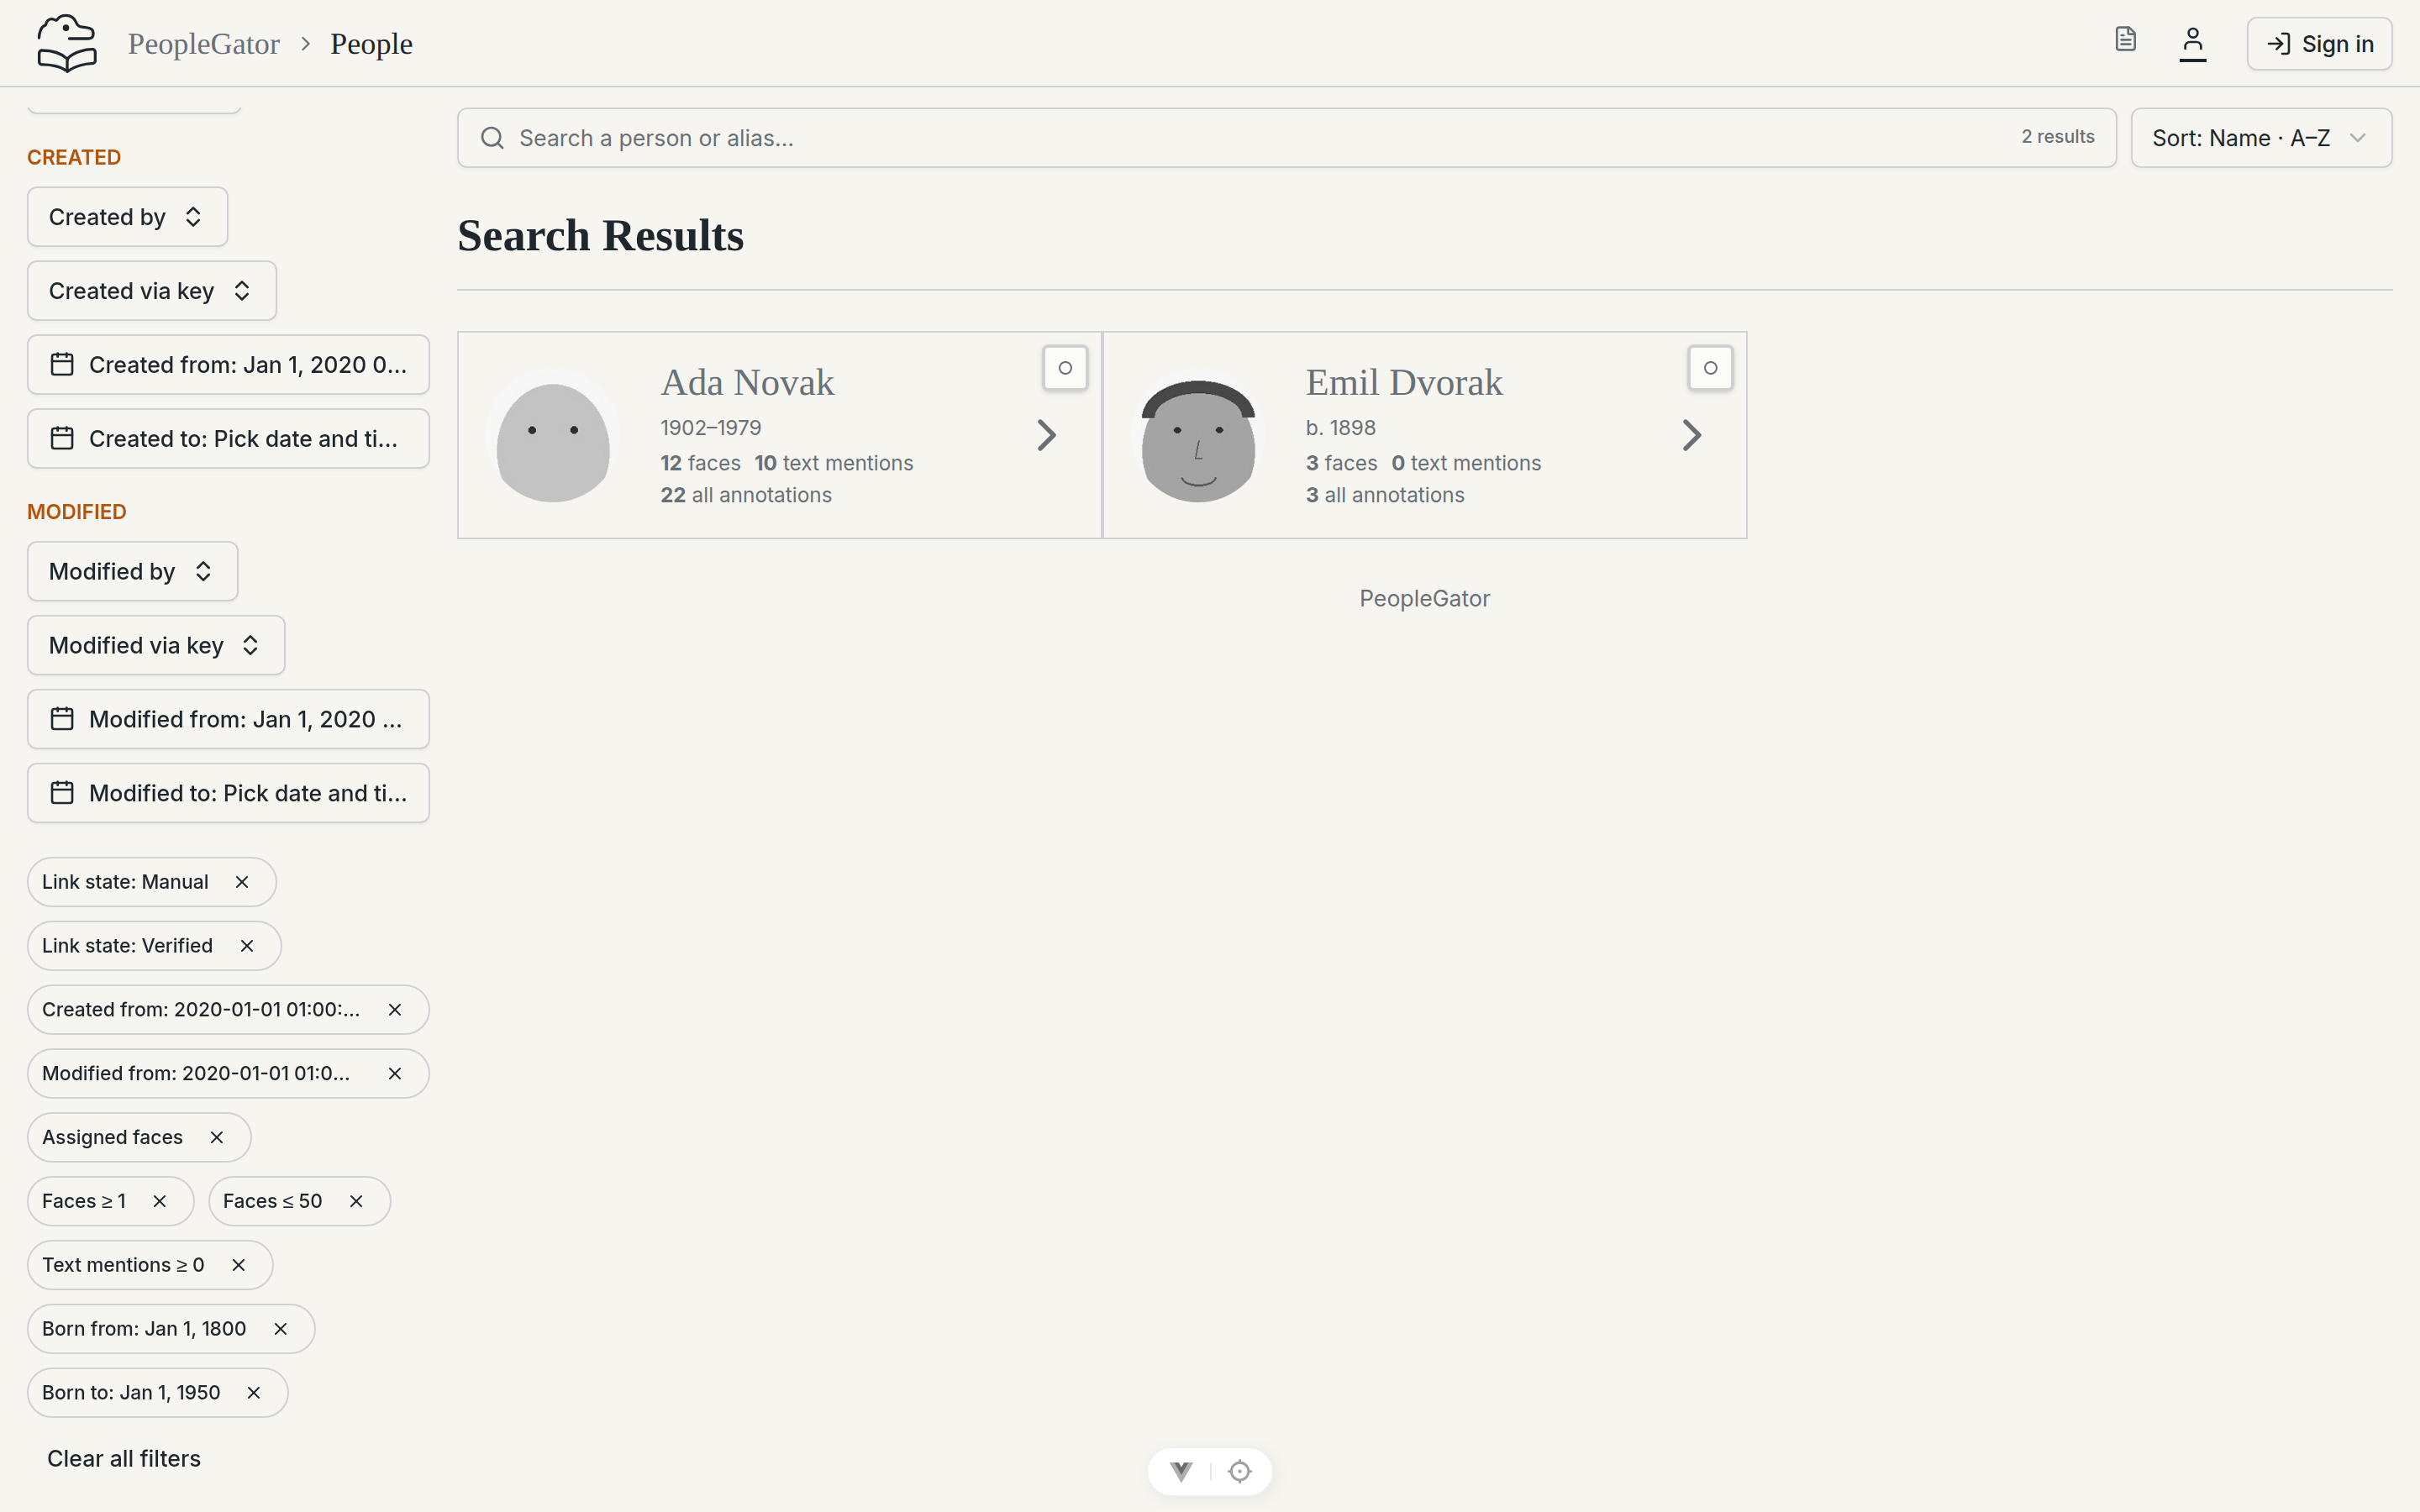 PeopleGator > People
Sign in
CREATED
Created by
Created via key
Created from: Jan 1, 2020 0...
Created to: Pick date and ti...
MODIFIED
Modified by
Modified via key
Modified from: Jan 1, 2020 ...
Modified to: Pick date and ti...
Link state: Manual
Link state: Verified
Created from: 2020-01-01 01:00:...
Modified from: 2020-01-01 01:0...
Assigned faces
Faces ≥ 1
Faces ≤ 50
Text mentions ≥ 0
Born from: Jan 1, 1800
Born to: Jan 1, 1950
Clear all filters
Search a person or alias...
2 results
Sort: Name · A–Z
Search Results
Ada Novak
1902–1979
12 faces 10 text mentions
22 all annotations
Emil Dvorak
b. 1898
3 faces 0 text mentions
3 all annotations
PeopleGator